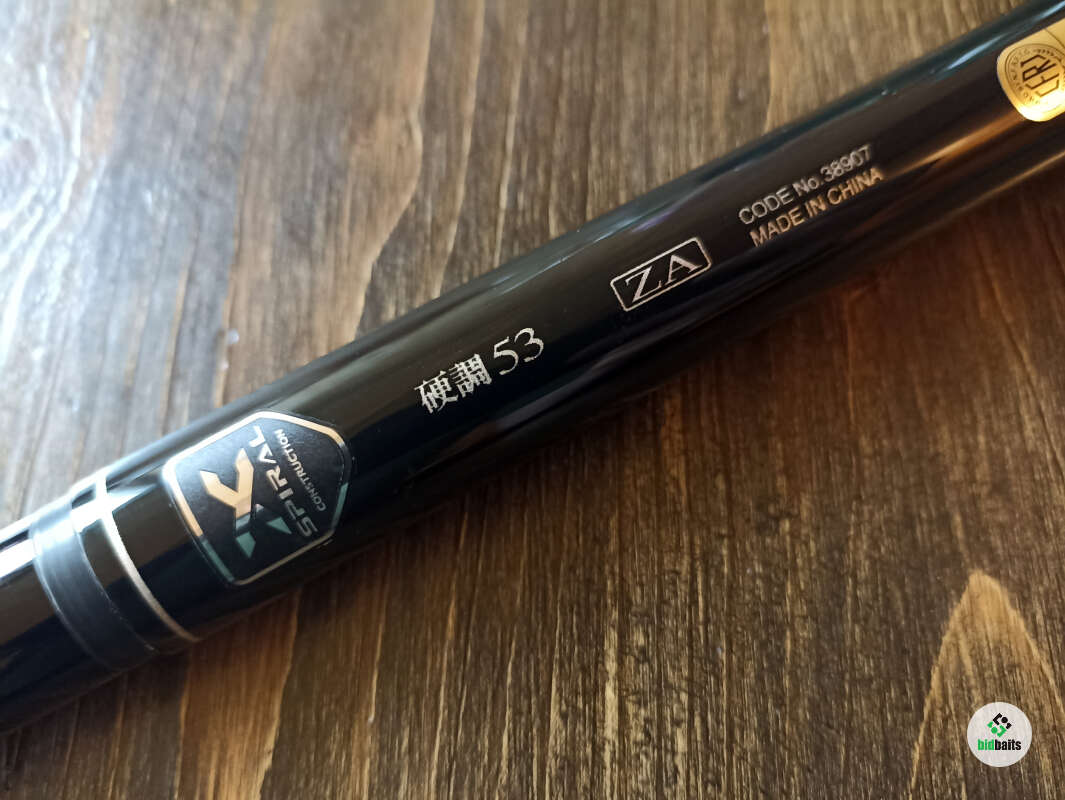 SPIRAL
CONSTRUCTION
硬調 53
ZA
CODE No. 38907
MADE IN CHINA
bidbaits